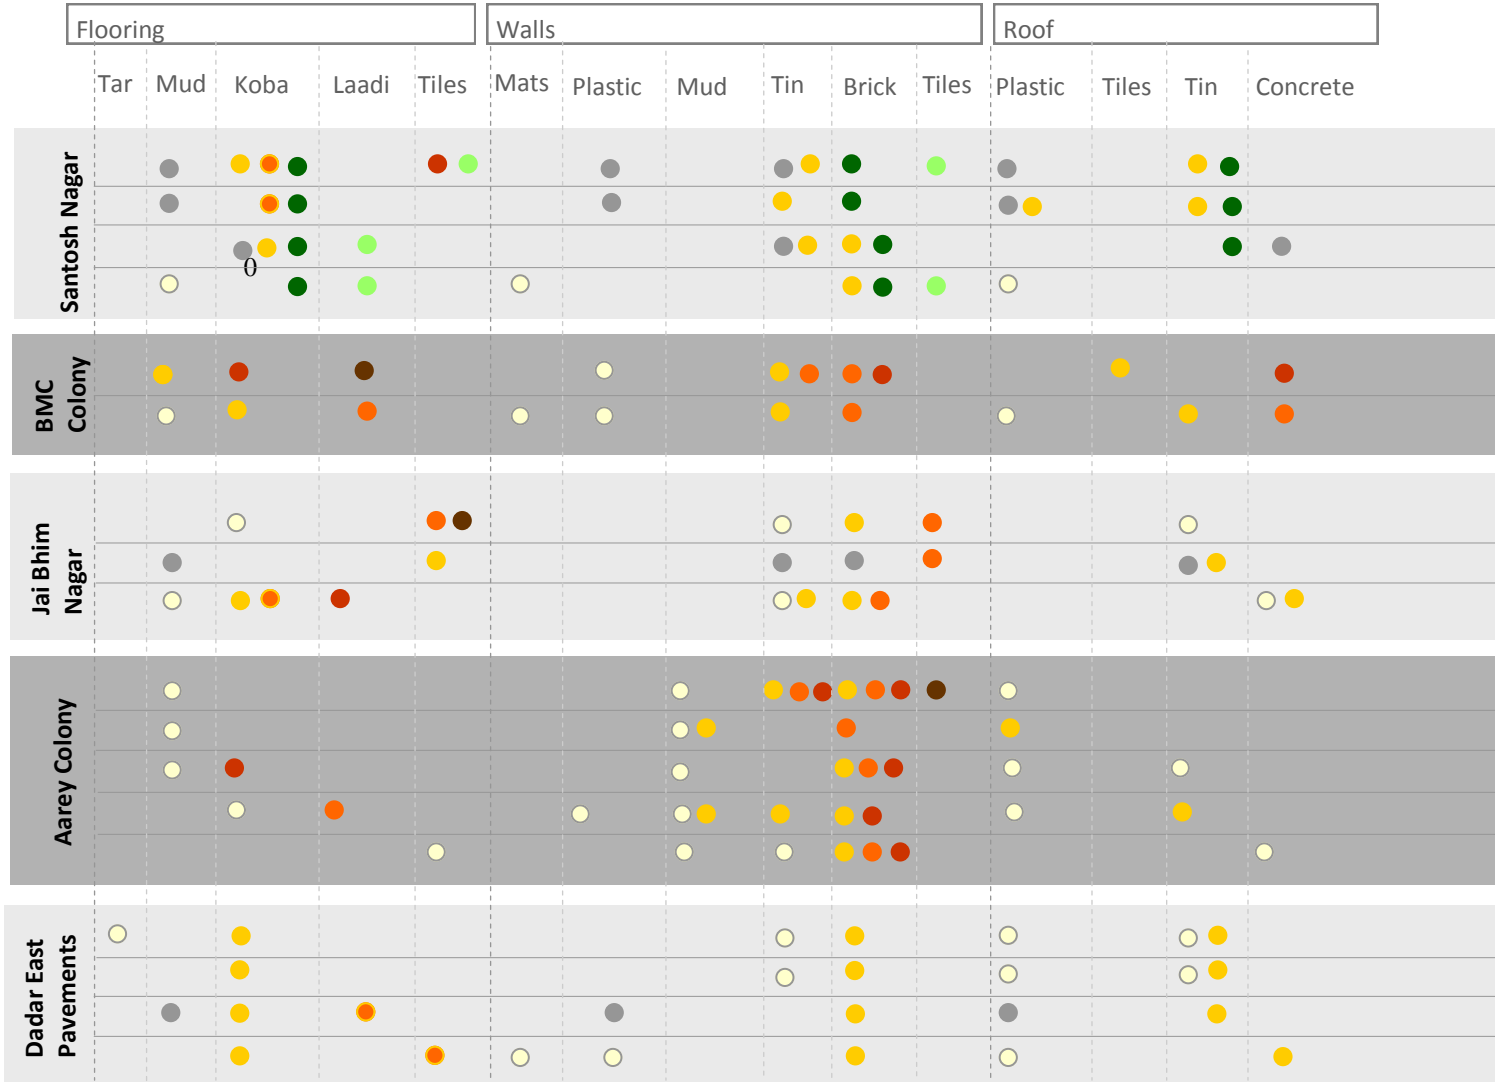 Flooring
Walls
Roof
Tar Mud Koba Laadi Tiles Mats Plastic Mud Tin Brick Tiles Plastic Tiles Tin Concrete
Santosh Nagar
0
BMC
Colony
Jai Bhim
Nagar
Aarey Colony
Dadar East
Pavements